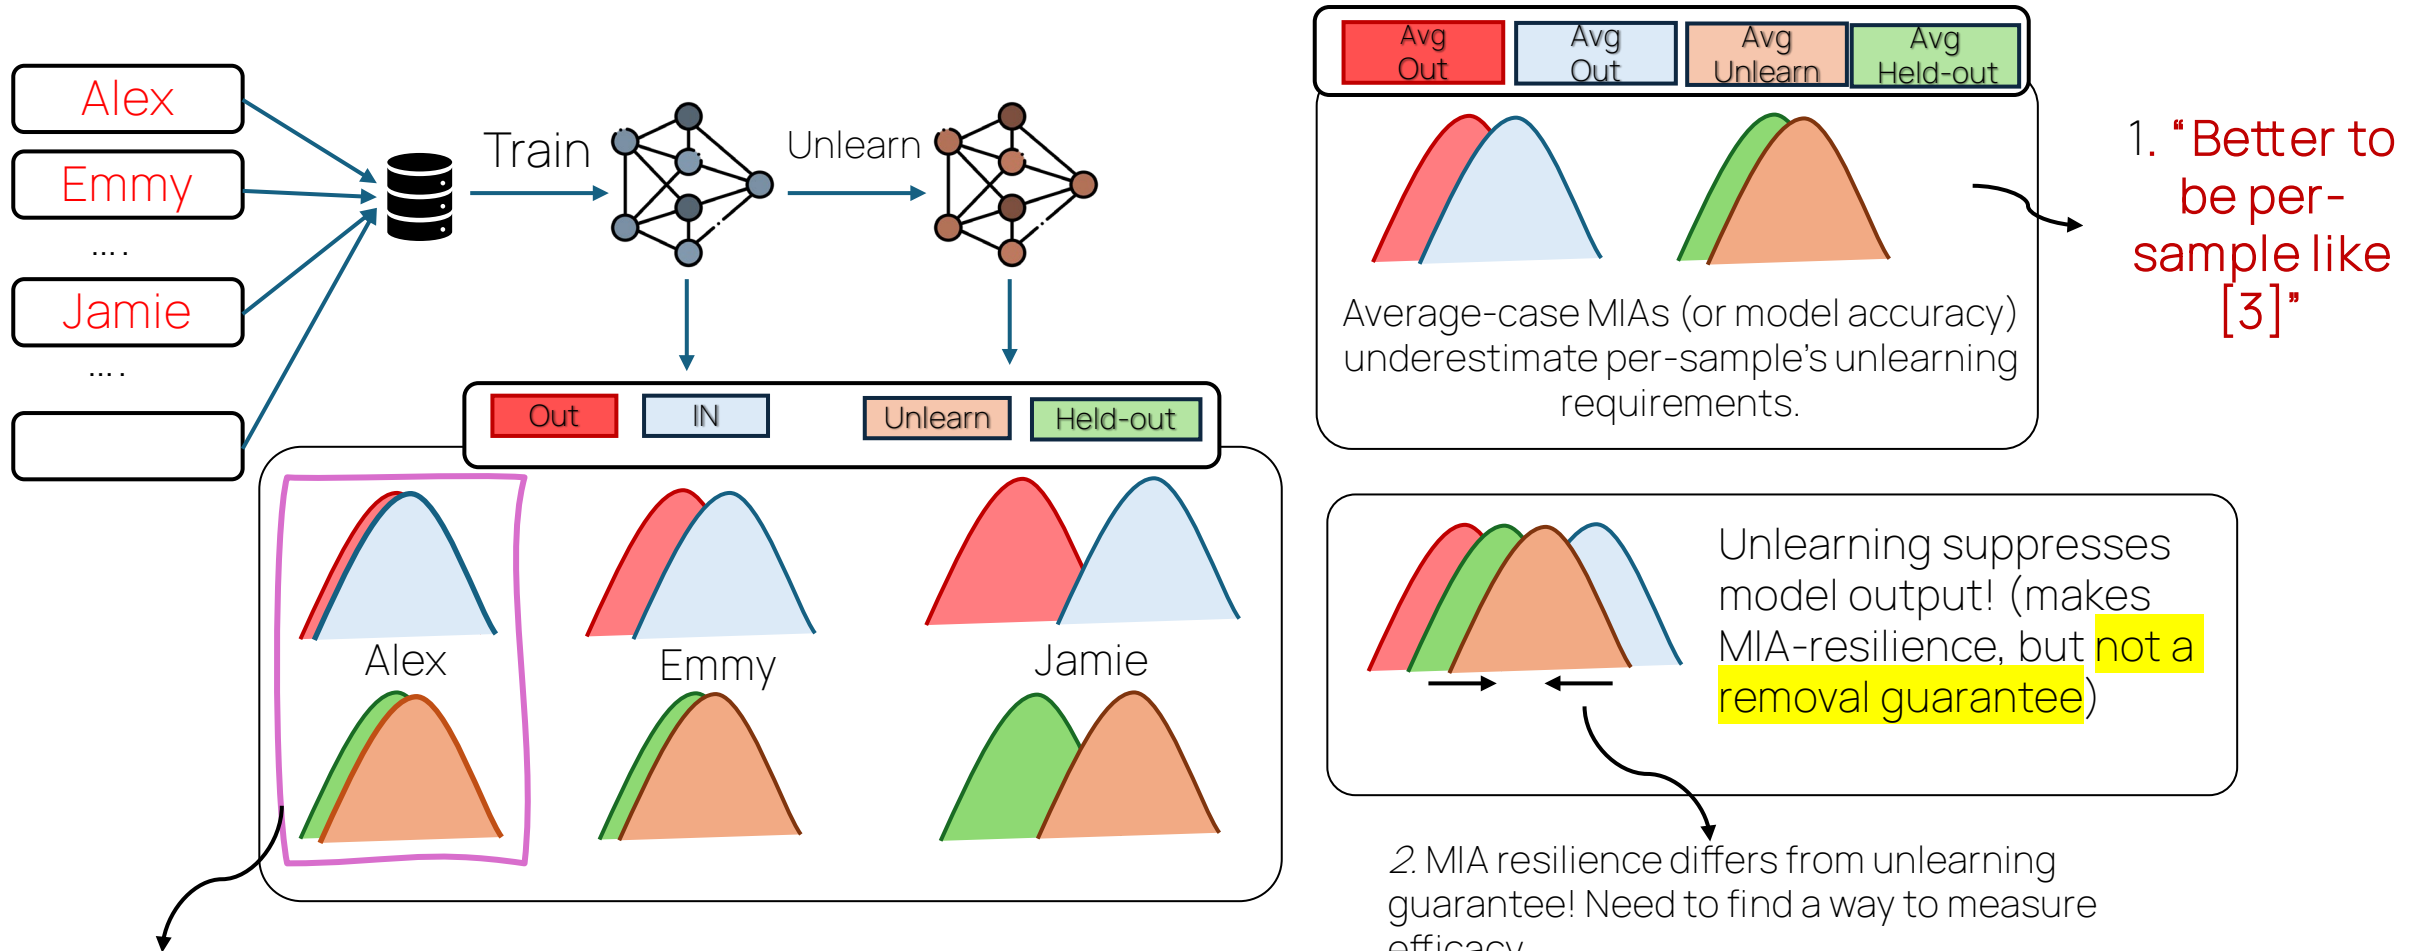 Alex
Emmy
....
Jamie
....
Train
Unlearn
Out
IN
Unlearn
Held-out
Alex
Emmy
Jamie
Avg
Out
Avg
Out
Avg
Unlearn
Avg
Held-out
Average-case MIAs (or model accuracy)
underestimate per-sample's unlearning
requirements.
1. “Better to
be per-
sample like
[3]”
Unlearning suppresses
model output! (makes
MIA-resilience, but not a
removal guarantee)
2. MIA resilience differs from unlearning
guarantee! Need to find a way to measure
efficacy